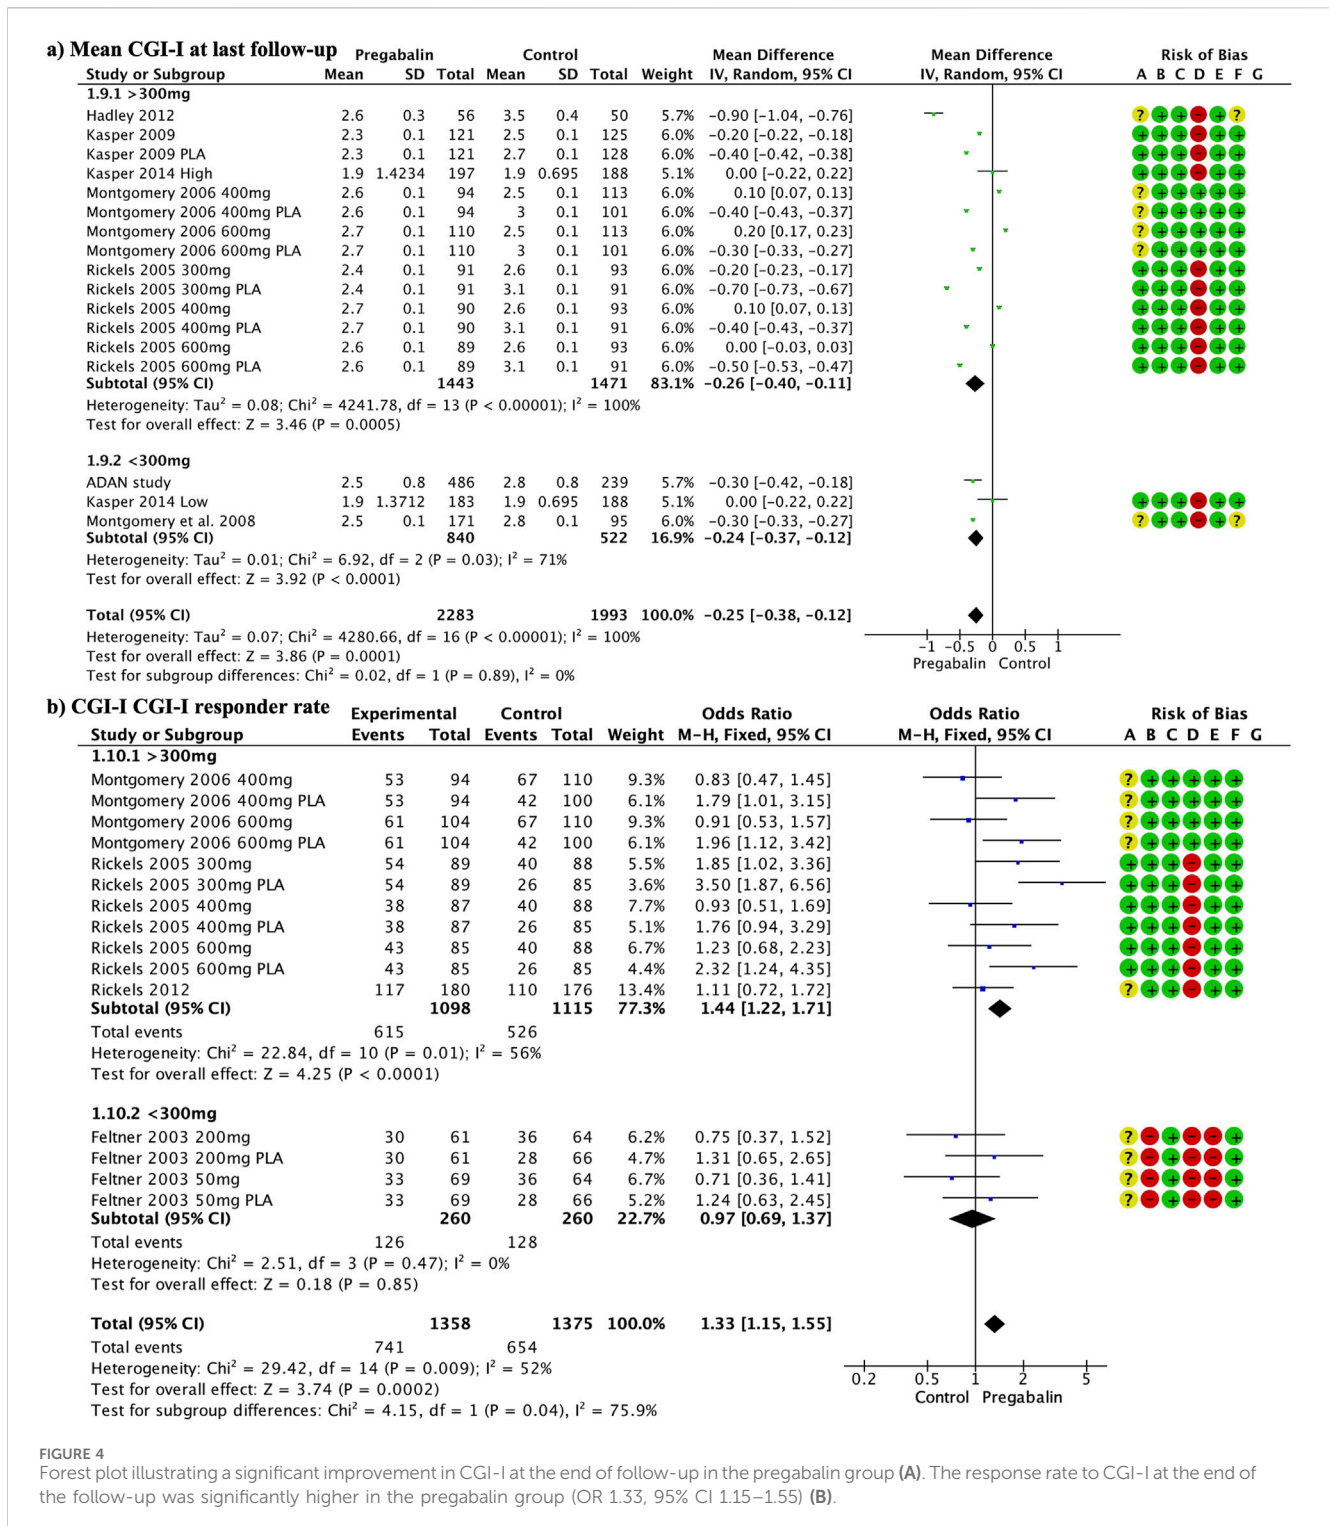 a) Mean CGI-I at last follow-up
Pregabalin Control Mean Difference Mean Difference Risk of Bias
Study or Subgroup Mean SD Total Mean SD Total Weight IV, Random, 95% CI IV, Random, 95% CI A B C D E F G
1.9.1 >300mg
Hadley 2012 2.6 0.3 56 3.5 0.4 50 5.7% −0.90 [−1.04, −0.76] ? + + − + ?
Kasper 2009 2.3 0.1 121 2.5 0.1 125 6.0% −0.20 [−0.22, −0.18] + + + − + +
Kasper 2009 PLA 2.3 0.1 121 2.7 0.1 128 6.0% −0.40 [−0.42, −0.38] + + + − + +
Kasper 2014 High 1.9 1.4234 197 1.9 0.695 188 5.1% 0.00 [−0.22, 0.22] + + + − + +
Montgomery 2006 400mg 2.6 0.1 94 2.5 0.1 113 6.0% 0.10 [0.07, 0.13] ? + + + + +
Montgomery 2006 400mg PLA 2.6 0.1 94 3 0.1 101 6.0% −0.40 [−0.43, −0.37] ? + + + + +
Montgomery 2006 600mg 2.7 0.1 110 2.5 0.1 113 6.0% 0.20 [0.17, 0.23] ? + + + + +
Montgomery 2006 600mg PLA 2.7 0.1 110 3 0.1 101 6.0% −0.30 [−0.33, −0.27] ? + + + + +
Rickels 2005 300mg 2.4 0.1 91 2.6 0.1 93 6.0% −0.20 [−0.23, −0.17] + + + − + +
Rickels 2005 300mg PLA 2.4 0.1 91 3.1 0.1 91 6.0% −0.70 [−0.73, −0.67] + + + − + +
Rickels 2005 400mg 2.7 0.1 90 2.6 0.1 93 6.0% 0.10 [0.07, 0.13] + + + − + +
Rickels 2005 400mg PLA 2.7 0.1 90 3.1 0.1 91 6.0% −0.40 [−0.43, −0.37] + + + − + +
Rickels 2005 600mg 2.6 0.1 89 2.6 0.1 93 6.0% 0.00 [−0.03, 0.03] + + + − + +
Rickels 2005 600mg PLA 2.6 0.1 89 3.1 0.1 91 6.0% −0.50 [−0.53, −0.47] + + + − + +
Subtotal (95% CI) 1443 1471 83.1% −0.26 [−0.40, −0.11]
Heterogeneity: Tau² = 0.08; Chi² = 4241.78, df = 13 (P < 0.00001); I² = 100%
Test for overall effect: Z = 3.46 (P = 0.0005)
1.9.2 <300mg
ADAN study 2.5 0.8 486 2.8 0.8 239 5.7% −0.30 [−0.42, −0.18]
Kasper 2014 Low 1.9 1.3712 183 1.9 0.695 188 5.1% 0.00 [−0.22, 0.22] + + + − + +
Montgomery et al. 2008 2.5 0.1 171 2.8 0.1 95 6.0% −0.30 [−0.33, −0.27] ? + + − + ?
Subtotal (95% CI) 840 522 16.9% −0.24 [−0.37, −0.12]
Heterogeneity: Tau² = 0.01; Chi² = 6.92, df = 2 (P = 0.03); I² = 71%
Test for overall effect: Z = 3.92 (P < 0.0001)
Total (95% CI) 2283 1993 100.0% −0.25 [−0.38, −0.12]
Heterogeneity: Tau² = 0.07; Chi² = 4280.66, df = 16 (P < 0.00001); I² = 100%
Test for overall effect: Z = 3.86 (P = 0.0001)
Test for subgroup differences: Chi² = 0.02, df = 1 (P = 0.89), I² = 0%
−1 −0.5 0 0.5 1
Pregabalin Control
b) CGI-I CGI-I responder rate
Experimental Control Odds Ratio Odds Ratio Risk of Bias
Study or Subgroup Events Total Events Total Weight M-H, Fixed, 95% CI M-H, Fixed, 95% CI A B C D E F G
1.10.1 >300mg
Montgomery 2006 400mg 53 94 67 110 9.3% 0.83 [0.47, 1.45] ? + + + + +
Montgomery 2006 400mg PLA 53 94 42 100 6.1% 1.79 [1.01, 3.15] ? + + + + +
Montgomery 2006 600mg 61 104 67 110 9.3% 0.91 [0.53, 1.57] ? + + + + +
Montgomery 2006 600mg PLA 61 104 42 100 6.1% 1.96 [1.12, 3.42] ? + + + + +
Rickels 2005 300mg 54 89 40 88 5.5% 1.85 [1.02, 3.36] + + + − + +
Rickels 2005 300mg PLA 54 89 26 85 3.6% 3.50 [1.87, 6.56] + + + − + +
Rickels 2005 400mg 38 87 40 88 7.7% 0.93 [0.51, 1.69] + + + − + +
Rickels 2005 400mg PLA 38 87 26 85 5.1% 1.76 [0.94, 3.29] + + + − + +
Rickels 2005 600mg 43 85 40 88 6.7% 1.23 [0.68, 2.23] + + + − + +
Rickels 2005 600mg PLA 43 85 26 85 4.4% 2.32 [1.24, 4.35] + + + − + +
Rickels 2012 117 180 110 176 13.4% 1.11 [0.72, 1.72] ? + + − + +
Subtotal (95% CI) 1098 1115 77.3% 1.44 [1.22, 1.71]
Total events 615 526
Heterogeneity: Chi² = 22.84, df = 10 (P = 0.01); I² = 56%
Test for overall effect: Z = 4.25 (P < 0.0001)
1.10.2 <300mg
Feltner 2003 200mg 30 61 36 64 6.2% 0.75 [0.37, 1.52] ? − + − − +
Feltner 2003 200mg PLA 30 61 28 66 4.7% 1.31 [0.65, 2.65] ? − + − − +
Feltner 2003 50mg 33 69 36 64 6.7% 0.71 [0.36, 1.41] ? − + − − +
Feltner 2003 50mg PLA 33 69 28 66 5.2% 1.24 [0.63, 2.45] ? − + − − +
Subtotal (95% CI) 260 260 22.7% 0.97 [0.69, 1.37]
Total events 126 128
Heterogeneity: Chi² = 2.51, df = 3 (P = 0.47); I² = 0%
Test for overall effect: Z = 0.18 (P = 0.85)
Total (95% CI) 1358 1375 100.0% 1.33 [1.15, 1.55]
Total events 741 654
Heterogeneity: Chi² = 29.42, df = 14 (P = 0.009); I² = 52%
Test for overall effect: Z = 3.74 (P = 0.0002)
Test for subgroup differences: Chi² = 4.15, df = 1 (P = 0.04), I² = 75.9%
0.2 0.5 1 2 5
Control Pregabalin
FIGURE 4
Forest plot illustrating a significant improvement in CGI-I at the end of follow-up in the pregabalin group (A). The response rate to CGI-I at the end of
the follow-up was significantly higher in the pregabalin group (OR 1.33, 95% CI 1.15–1.55) (B).